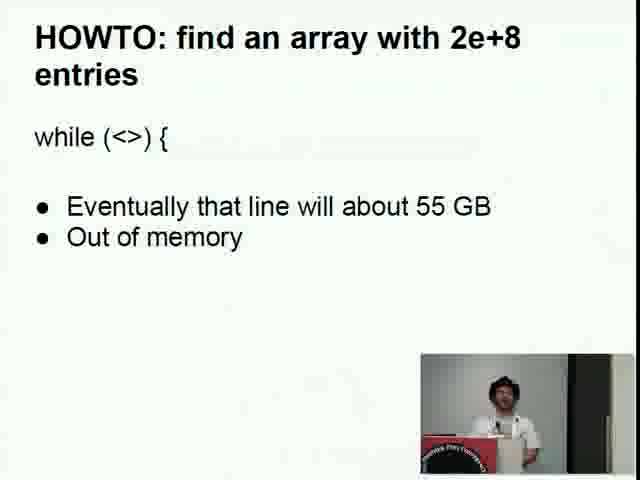 HOWTO: find an array with 2e+8
entries
while (<>) {
● Eventually that line will about 55 GB
● Out of memory